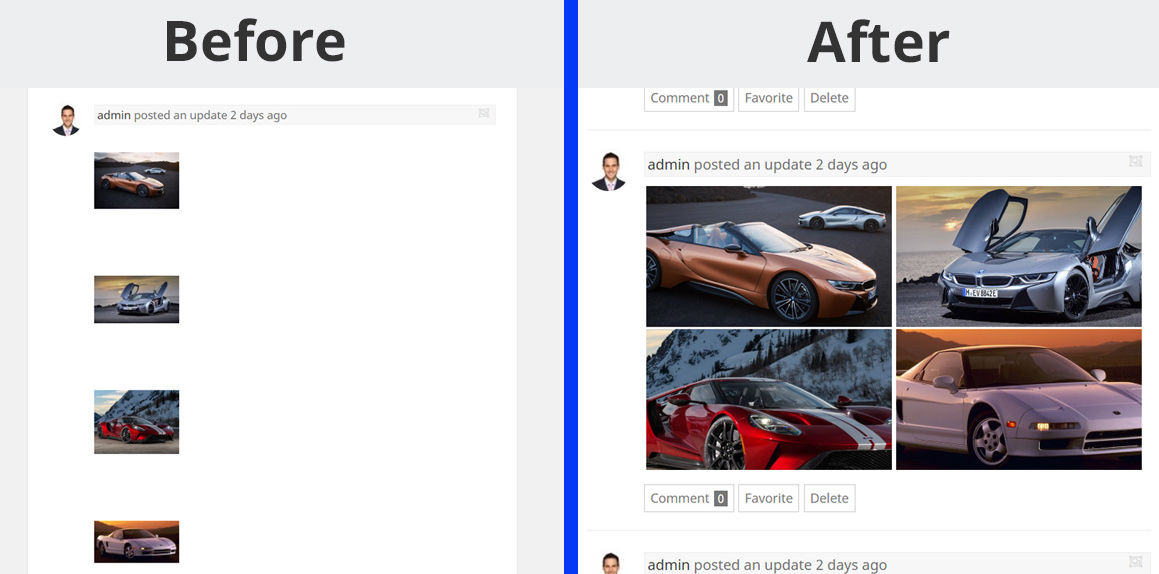 Before
admin posted an update 2 days ago
After
Comment 0 Favorite Delete
admin posted an update 2 days ago
M·EV 8842E
Comment 0 Favorite Delete
admin posted an update 2 days ago